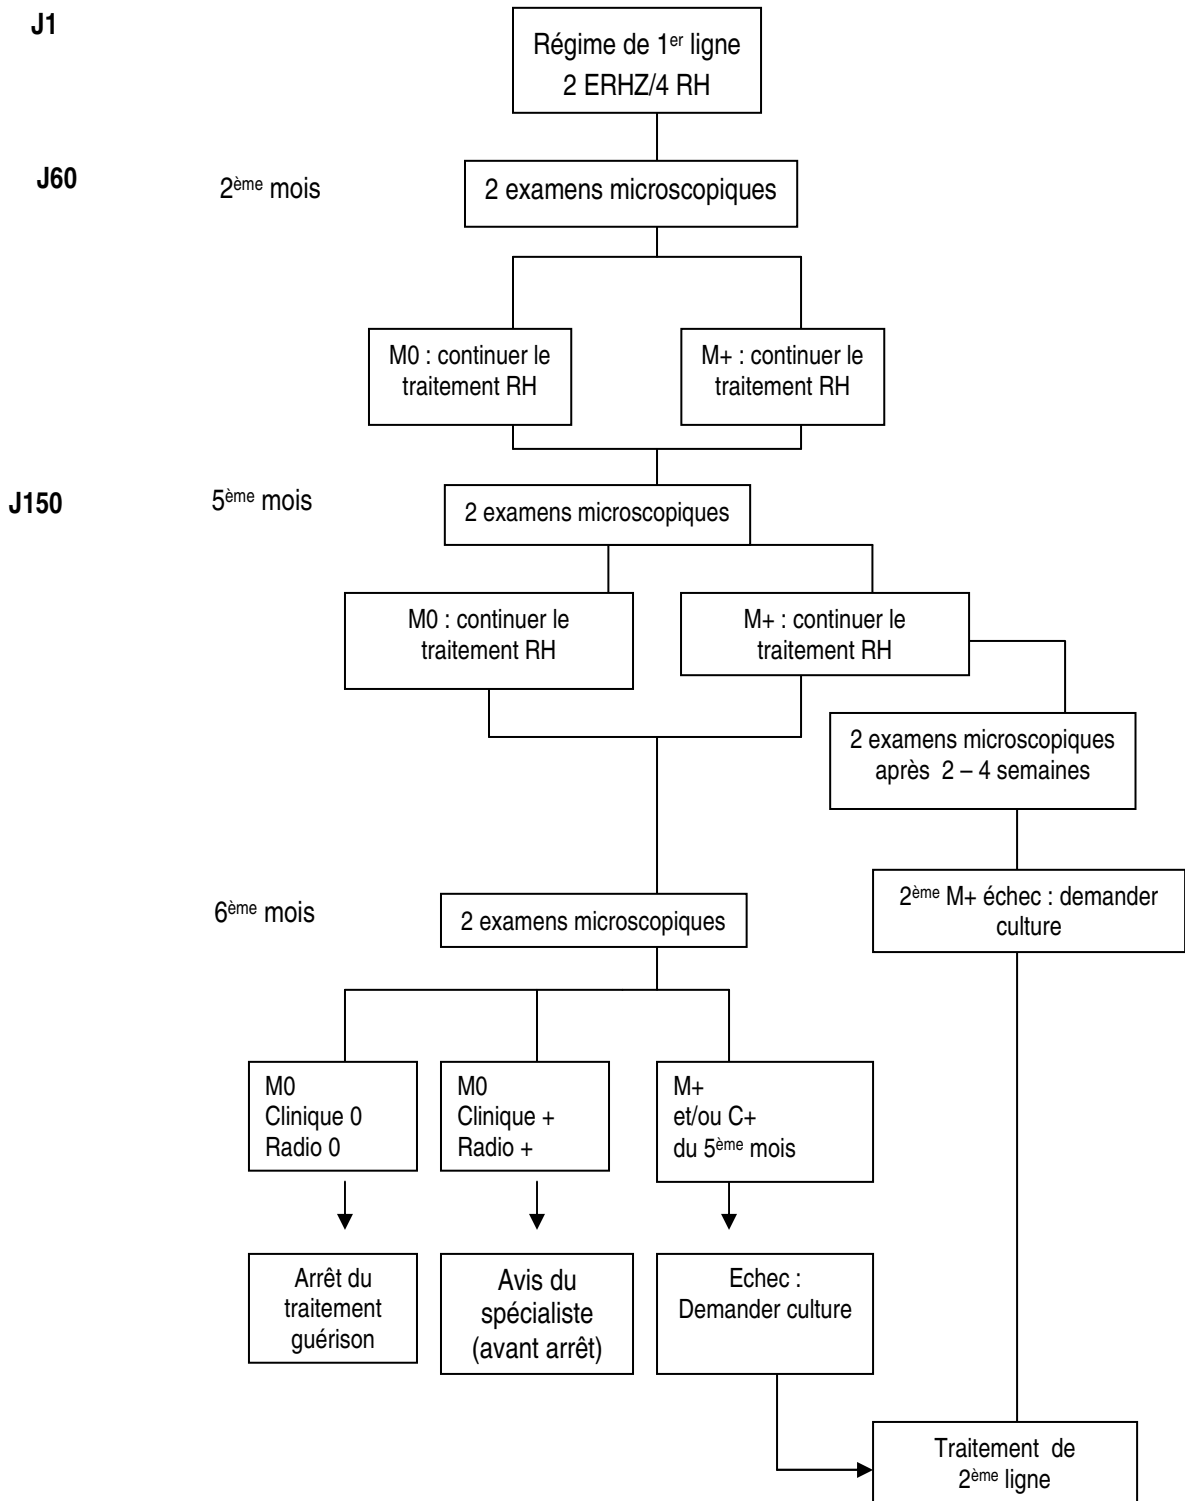 J1
Régime de 1er ligne
2 ERHZ/4 RH
J60
2ème mois
2 examens microscopiques
M0 : continuer le
traitement RH
M+ : continuer le
traitement RH
J150
5ème mois
2 examens microscopiques
M0 : continuer le
traitement RH
M+ : continuer le
traitement RH
2 examens microscopiques
après 2 – 4 semaines
2ème M+ échec : demander
culture
6ème mois
2 examens microscopiques
M0
Clinique 0
Radio 0
M0
Clinique +
Radio +
M+
et/ou C+
du 5ème mois
Arrêt du
traitement
guérison
Avis du
spécialiste
(avant arrêt)
Echec :
Demander culture
Traitement de
2ème ligne